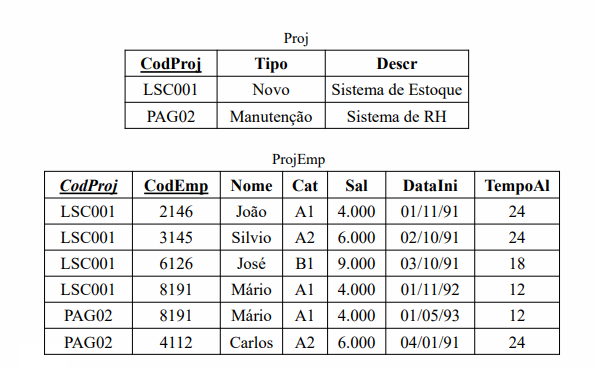 Proj
CodProj Tipo Descr
LSC001 Novo Sistema de Estoque
PAG02 Manutenção Sistema de RH
ProjEmp
CodProj CodEmp Nome Cat Sal DataIni TempoAl
LSC001 2146 João A1 4.000 01/11/91 24
LSC001 3145 Silvio A2 6.000 02/10/91 24
LSC001 6126 José B1 9.000 03/10/91 18
LSC001 8191 Mário A1 4.000 01/11/92 12
PAG02 8191 Mário A1 4.000 01/05/93 12
PAG02 4112 Carlos A2 6.000 04/01/91 24